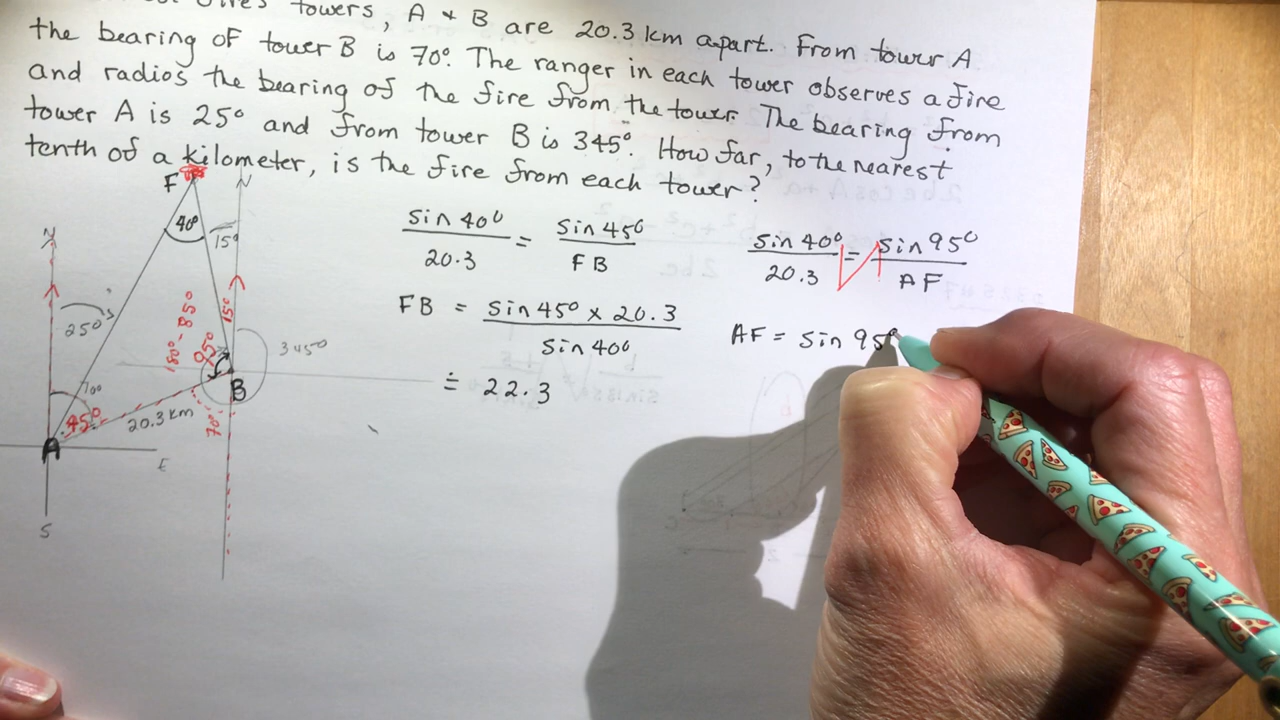 towers, A & B are 20.3 km apart. From tower A
the bearing of tower B is 70°. The ranger in each tower observes a fire
and radios the bearing of the fire from the tower. The bearing from
tower A is 25° and from tower B is 345°. How far, to the nearest
tenth of a kilometer, is the fire from each tower?
F
N
N
40°
15°
sin 40° / 20.3 = sin 45° / FB
sin 40° / 20.3 = sin 95° / AF
25°
180°-85°
15°
95°
345°
FB = sin 45° x 20.3 / sin 40°
AF = sin 95°
≐ 22.3
70°
B
45°
20.3 km
70°
A
E
S